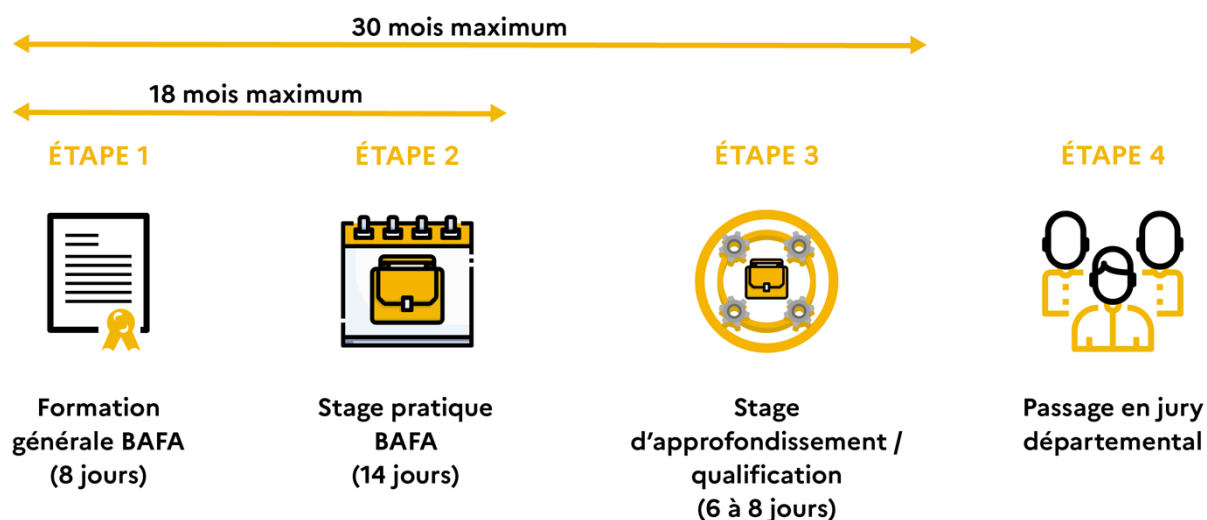 30 mois maximum
18 mois maximum
ÉTAPE 1
ÉTAPE 2
ÉTAPE 3
ÉTAPE 4
Formation
générale BAFA
(8 jours)
Stage pratique
BAFA
(14 jours)
Stage
d'approfondissement /
qualification
(6 à 8 jours)
Passage en jury
départemental